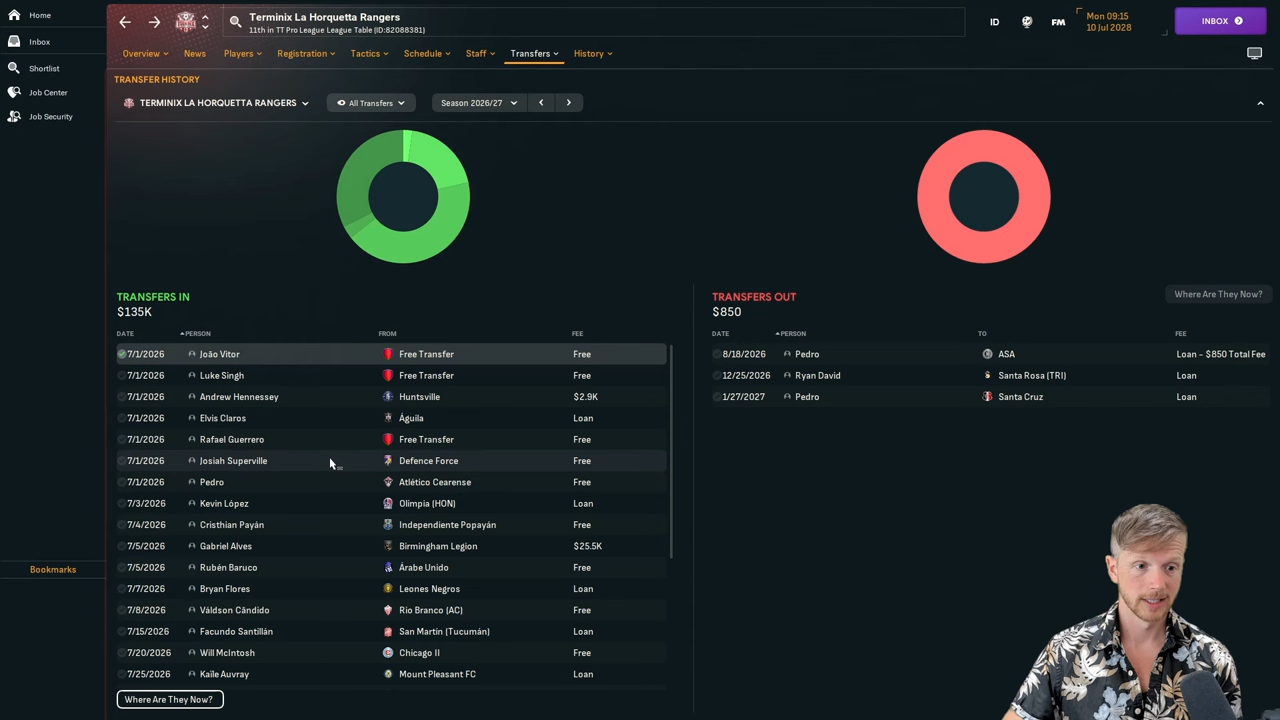 Home
Inbox
Shortlist
Job Center
Job Security
Bookmarks
Terminix La Horquetta Rangers
11th in TT Pro League League Table (ID:82088381)
ID
FM
Mon 09:15
10 Jul 2028
INBOX
Overview
News
Players
Registration
Tactics
Schedule
Staff
Transfers
History
TRANSFER HISTORY
TERMINIX LA HORQUETTA RANGERS
All Transfers
Season 2026/27
TRANSFERS IN
$135K
DATE PERSON FROM FEE
7/1/2026 João Vitor Free Transfer Free
7/1/2026 Luke Singh Free Transfer Free
7/1/2026 Andrew Hennessey Huntsville $2.9K
7/1/2026 Elvis Claros Águila Loan
7/1/2026 Rafael Guerrero Free Transfer Free
7/1/2026 Josiah Superville Defence Force Free
7/1/2026 Pedro Atlético Cearense Free
7/3/2026 Kevin López Olimpia (HON) Loan
7/4/2026 Cristhian Payán Independiente Popayán Free
7/5/2026 Gabriel Alves Birmingham Legion $25.5K
7/5/2026 Rubén Baruco Árabe Unido Free
7/7/2026 Bryan Flores Leones Negros Loan
7/8/2026 Váldson Cândido Rio Branco (AC) Free
7/15/2026 Facundo Santillán San Martín (Tucumán) Loan
7/20/2026 Will McIntosh Chicago II Free
7/25/2026 Kaïle Auvray Mount Pleasant FC Loan
Where Are They Now?
TRANSFERS OUT
$850
Where Are They Now?
DATE PERSON TO FEE
8/18/2026 Pedro ASA Loan - $850 Total Fee
12/25/2026 Ryan David Santa Rosa (TRI) Loan
1/27/2027 Pedro Santa Cruz Loan